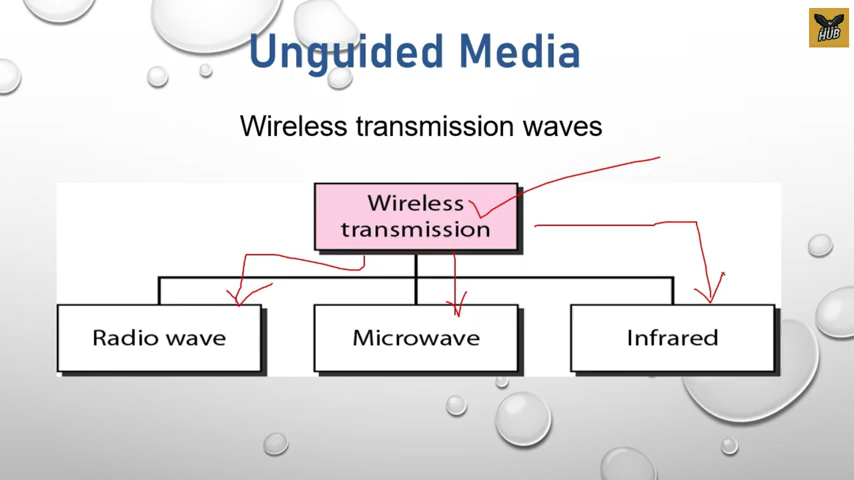 HUB
Unguided Media
Wireless transmission waves
Wireless
transmission
Radio wave
Microwave
Infrared